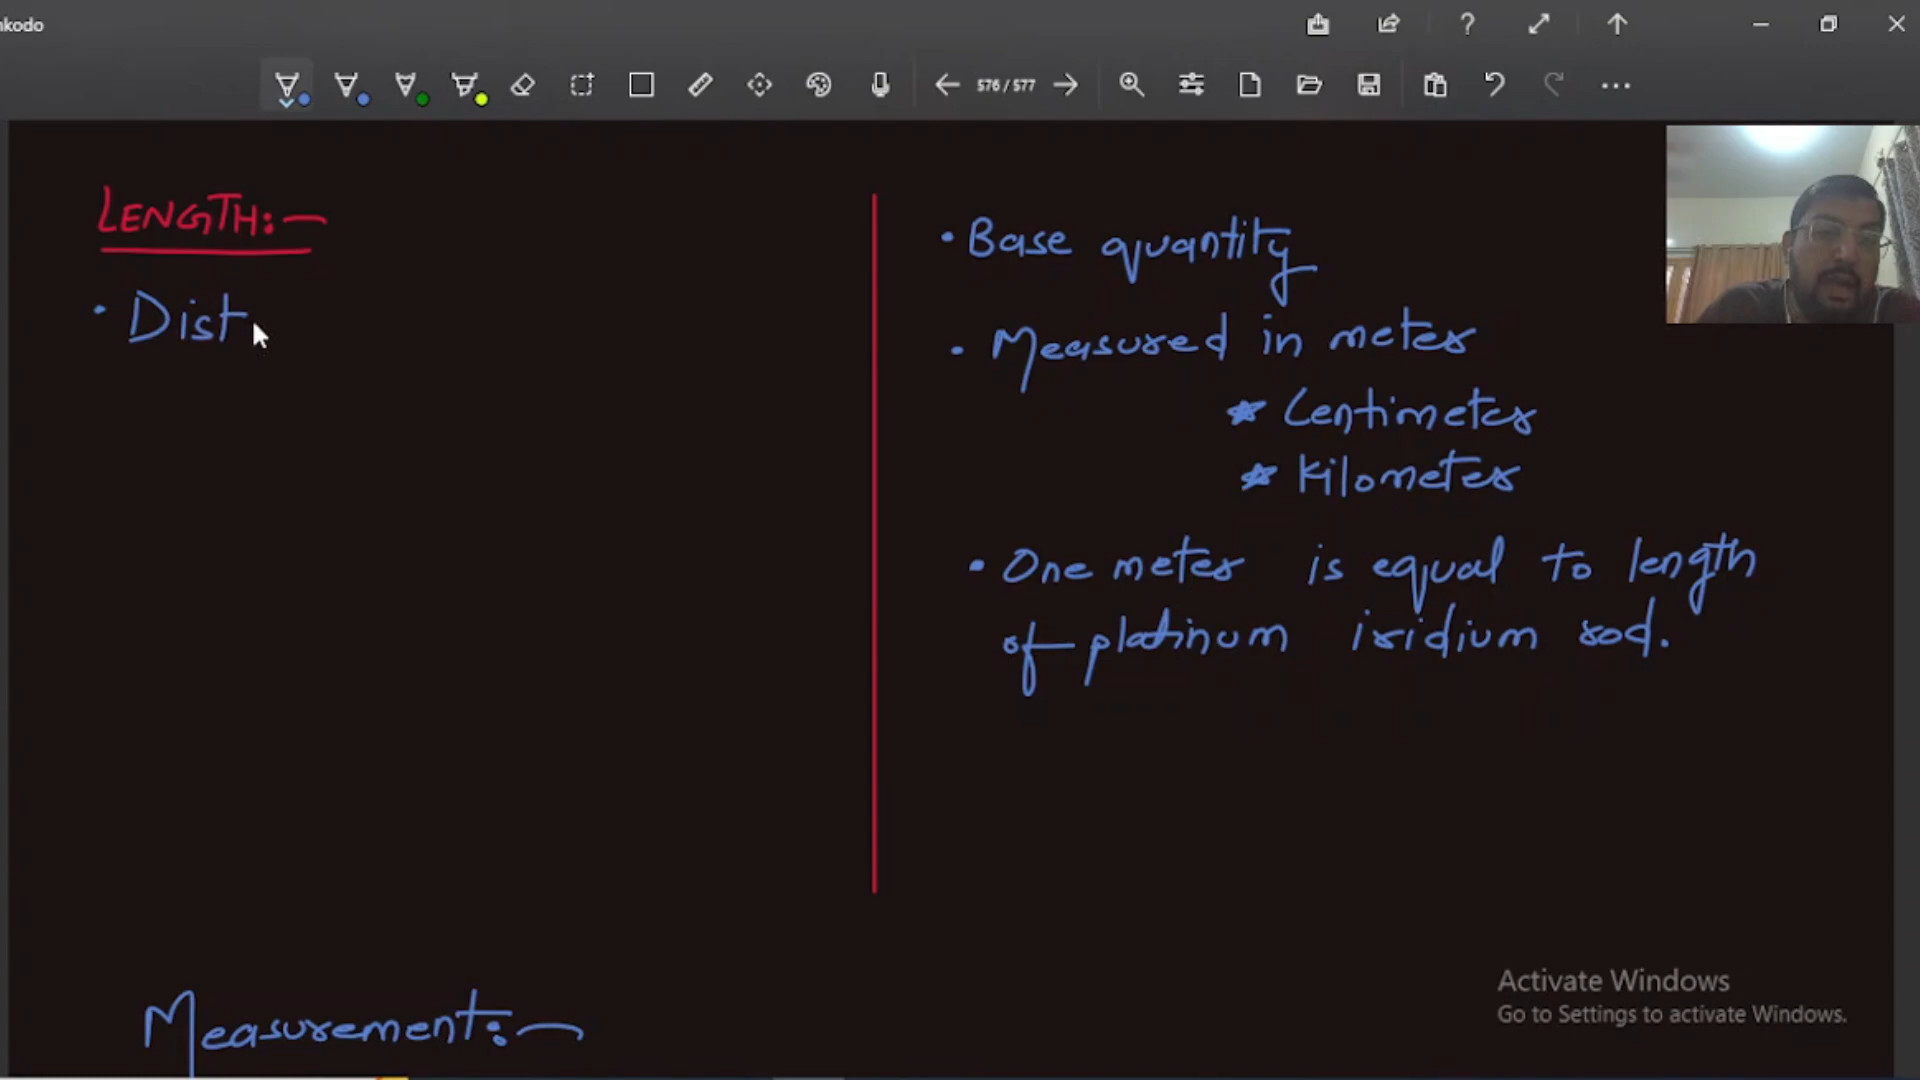 nkodo
576 / 577
LENGTH:-
• Dist
• Base quantity
• Measured in meter
* Centimeter
* Kilometer
• One meter is equal to length
of platinum iridium rod.
Measurement:-
Activate Windows
Go to Settings to activate Windows.